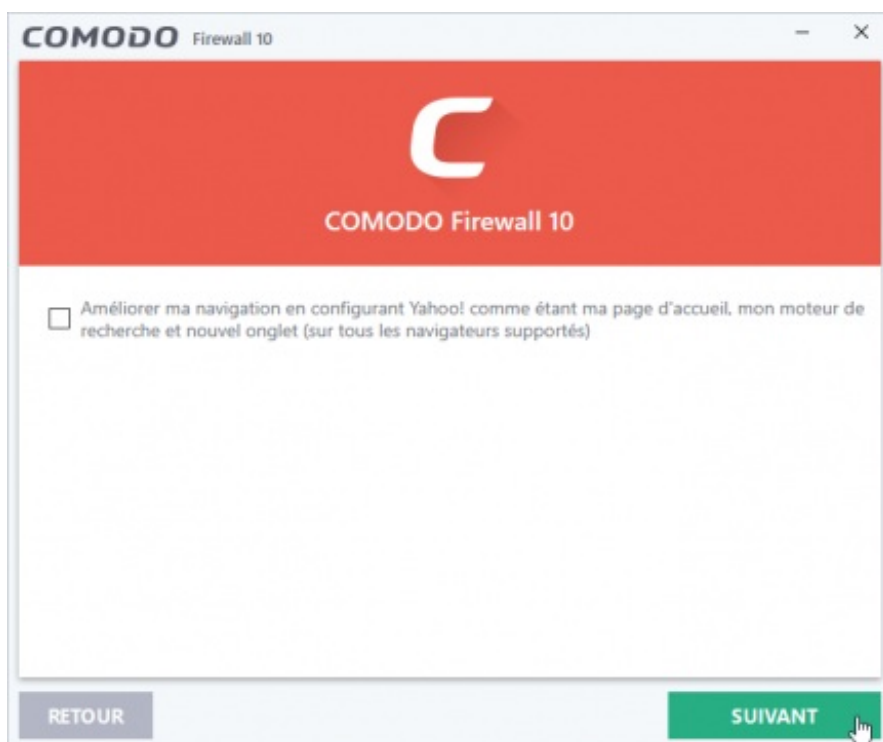 COMODO Firewall 10
COMODO Firewall 10
Améliorer ma navigation en configurant Yahoo! comme étant ma page d'accueil, mon moteur de
recherche et nouvel onglet (sur tous les navigateurs supportés)
RETOUR
SUIVANT